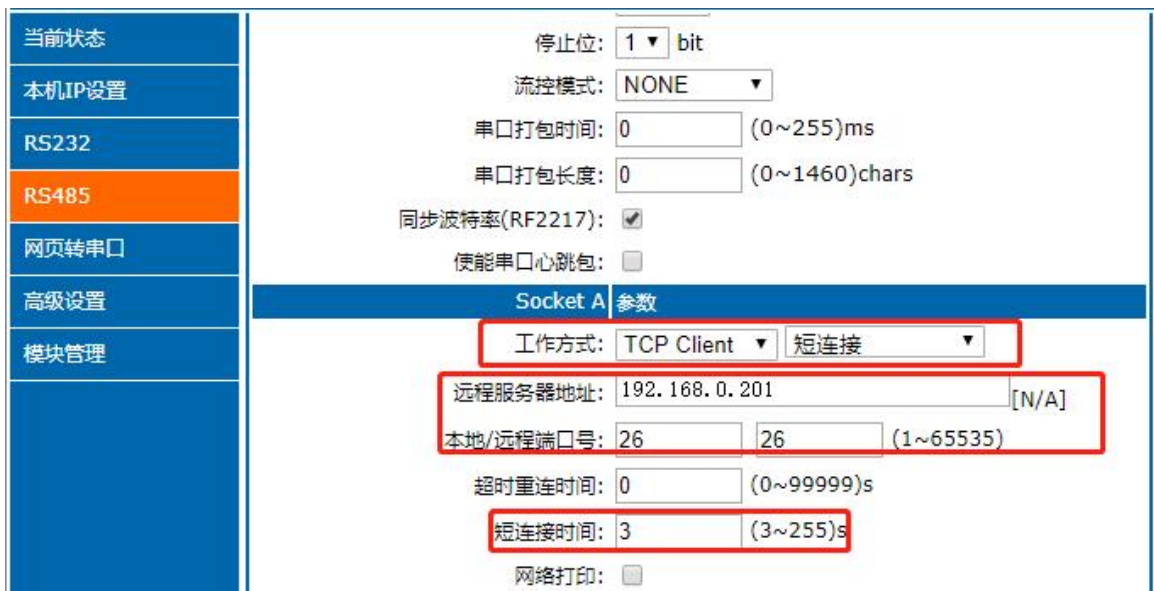 当前状态
本机IP设置
RS232
RS485
网页转串口
高级设置
模块管理
停止位: 1 bit
流控模式: NONE
串口打包时间: 0 (0~255)ms
串口打包长度: 0 (0~1460)chars
同步波特率(RF2217):
使能串口心跳包:
Socket A 参数
工作方式: TCP Client 短连接
远程服务器地址: 192.168.0.201 [N/A]
本地/远程端口号: 26 26 (1~65535)
超时重连时间: 0 (0~99999)s
短连接时间: 3 (3~255)s
网络打印: